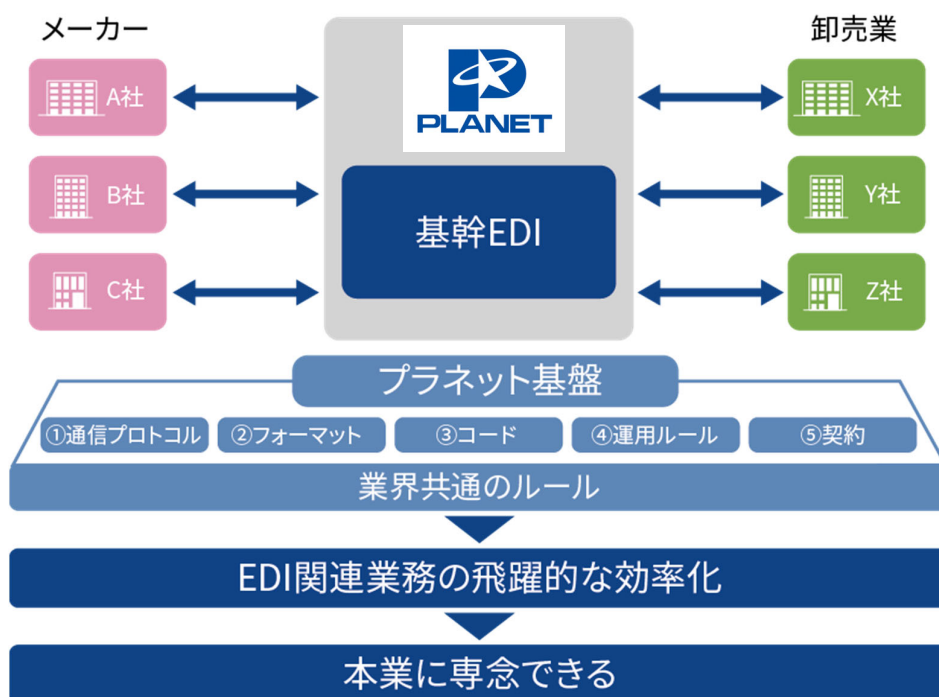 メーカー
卸売業
A社
B社
C社
PLANET
基幹EDI
X社
Y社
Z社
プラネット基盤
①通信プロトコル
②フォーマット
③コード
④運用ルール
⑤契約
業界共通のルール
EDI関連業務の飛躍的な効率化
本業に専念できる